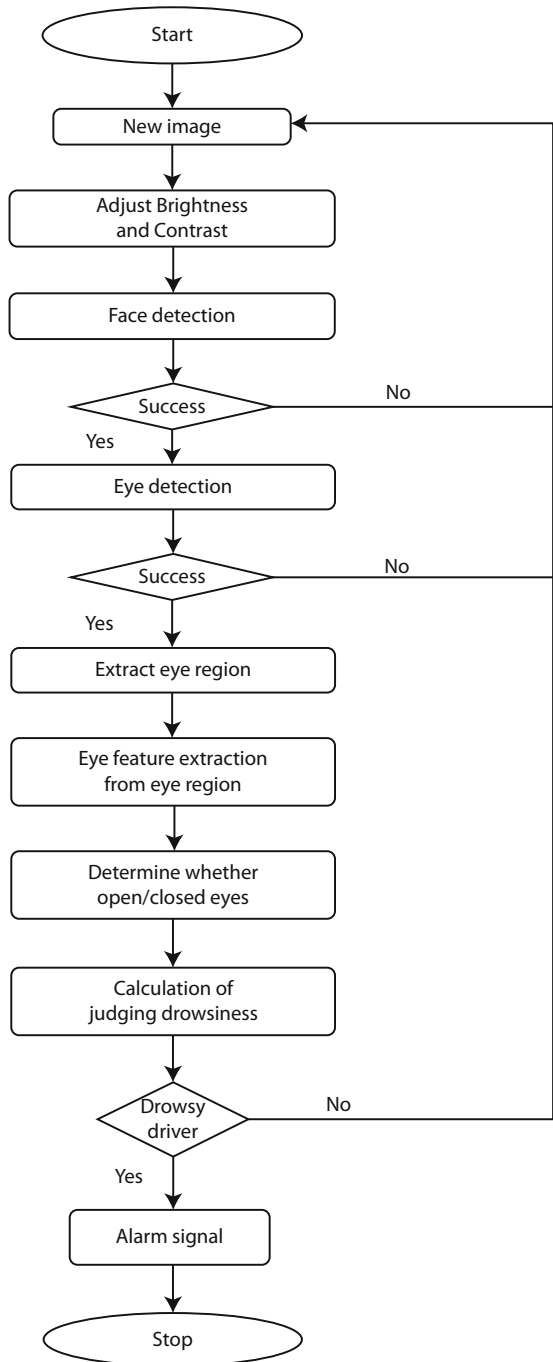 Start
New image
Adjust Brightness
and Contrast
Face detection
Success
No
Yes
Eye detection
Success
No
Yes
Extract eye region
Eye feature extraction
from eye region
Determine whether
open/closed eyes
Calculation of
judging drowsiness
Drowsy
driver
No
Yes
Alarm signal
Stop